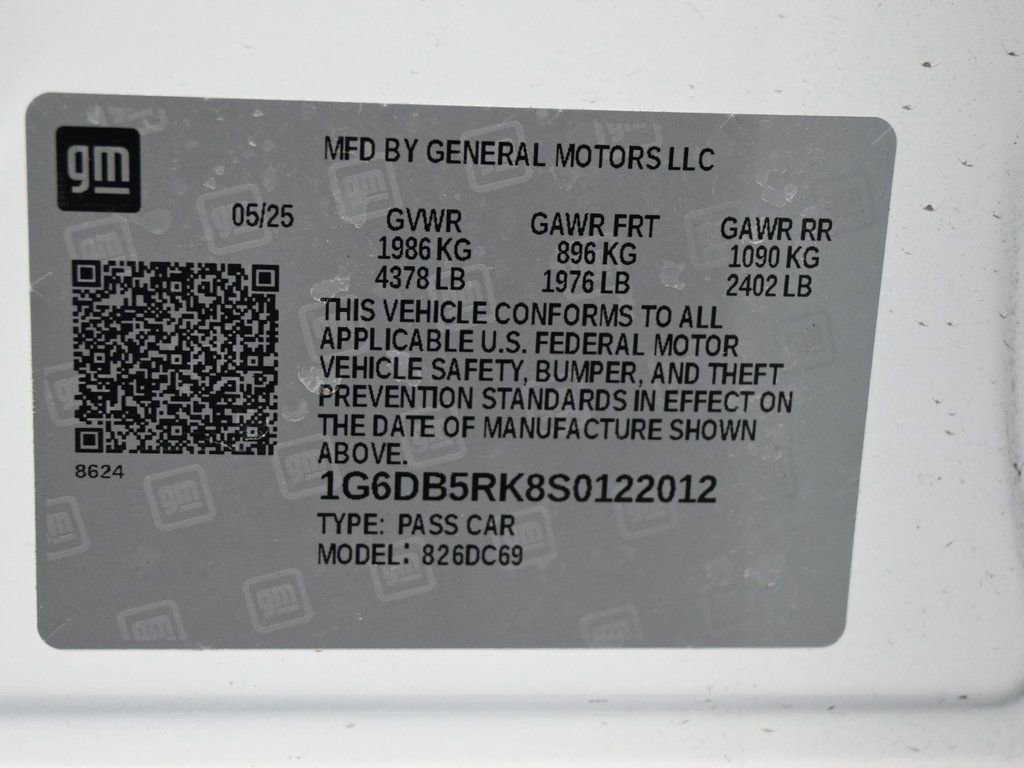 gm
MFD BY GENERAL MOTORS LLC
05/25
GVWR GAWR FRT GAWR RR
1986 KG 896 KG 1090 KG
4378 LB 1976 LB 2402 LB
THIS VEHICLE CONFORMS TO ALL
APPLICABLE U.S. FEDERAL MOTOR
VEHICLE SAFETY, BUMPER, AND THEFT
PREVENTION STANDARDS IN EFFECT ON
THE DATE OF MANUFACTURE SHOWN
ABOVE.
8624
1G6DB5RK8S0122012
TYPE: PASS CAR
MODEL: 826DC69